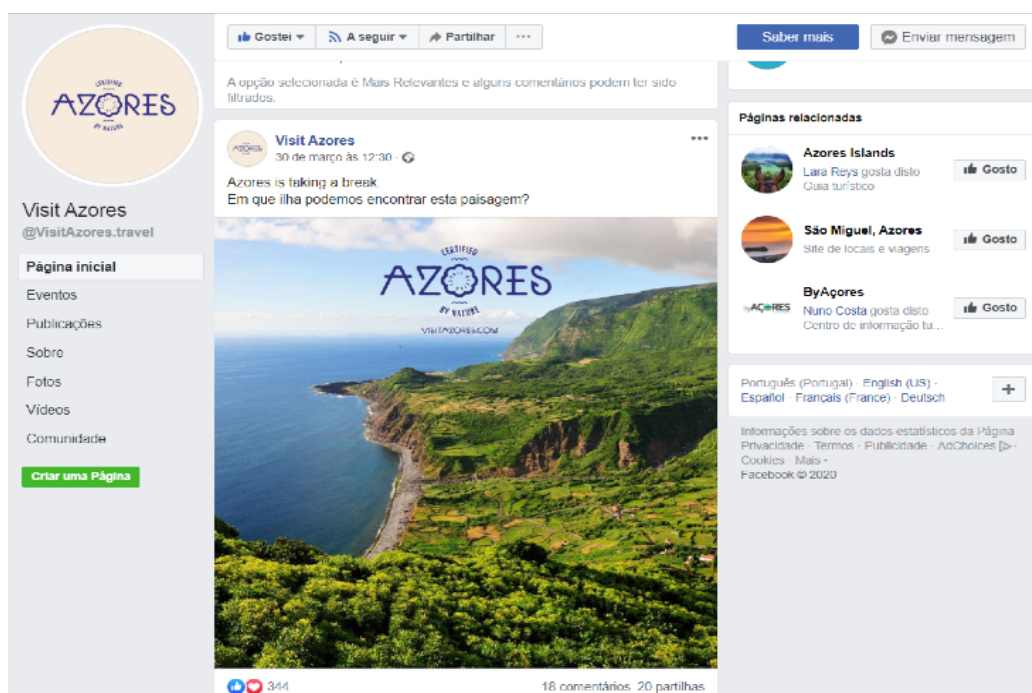 CERTIFIED
AZORES
BY NATURE
Visit Azores
@VisitAzores.travel
Página inicial
Eventos
Publicações
Sobre
Fotos
Vídeos
Comunidade
Criar uma Página
Gostei
A seguir
Partilhar
Saber mais
Enviar mensagem
A opção selecionada é Mais Relevantes e alguns comentários podem ter sido
filtrados.
AZORES
Visit Azores
30 de março às 12:30
Azores is taking a break.
Em que ilha podemos encontrar esta paisagem?
CERTIFIED
AZORES
BY NATURE
VISITAZORES.COM
344
18 comentários 20 partilhas
Páginas relacionadas
Azores Islands
Lara Reys gosta disto
Guia turístico
Gosto
São Miguel, Azores
Site de locais e viagens
Gosto
ByAçores
Nuno Costa gosta disto
Centro de informação tu...
Gosto
byAÇORES
Português (Portugal) · English (US) ·
Español · Français (France) · Deutsch
Informações sobre os dados estatísticos da Página
Privacidade · Termos · Publicidade · AdChoices ·
Cookies · Mais
Facebook © 2020